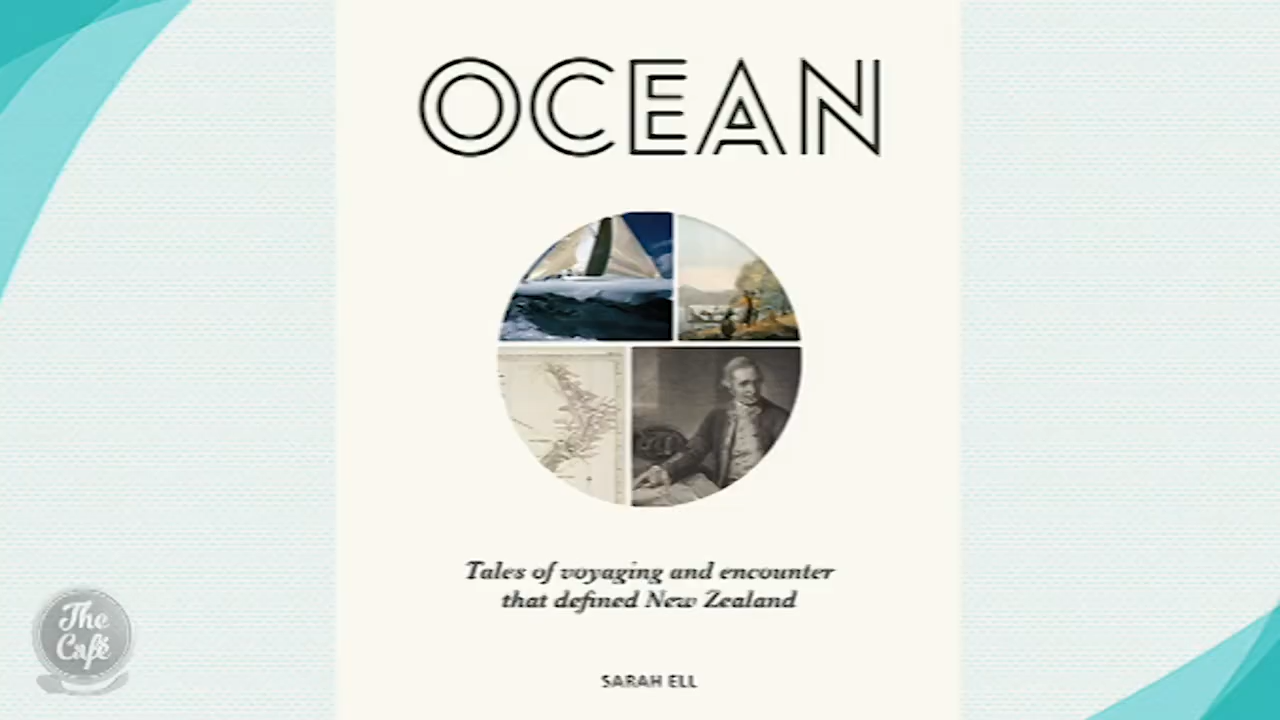 OCEAN
Tales of voyaging and encounter
that defined New Zealand
SARAH ELL
The
Café